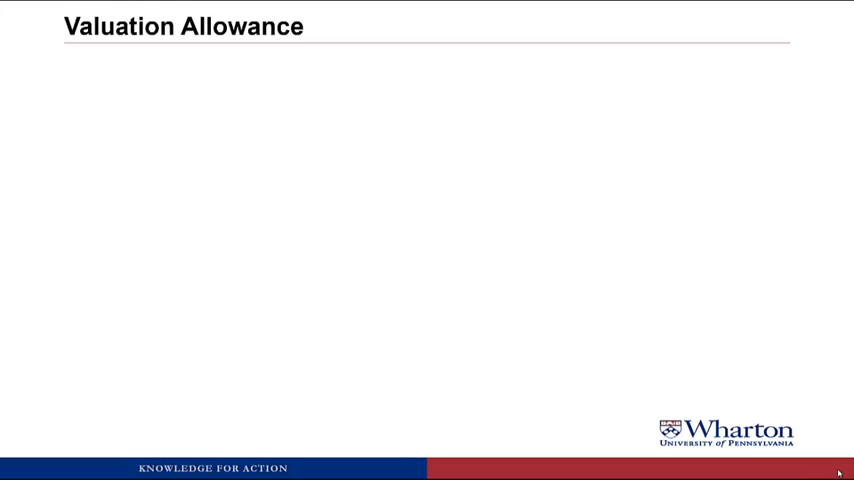 Valuation Allowance
Wharton
UNIVERSITY of PENNSYLVANIA
KNOWLEDGE FOR ACTION